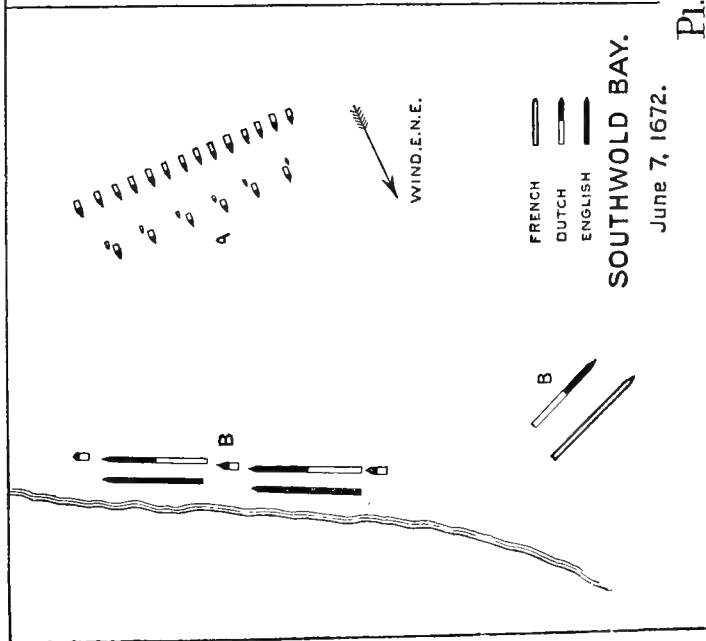 Pl.
A
WIND.E.N.E.
FRENCH
DUTCH
ENGLISH
SOUTHWOLD BAY.
June 7, 1672.
B
B